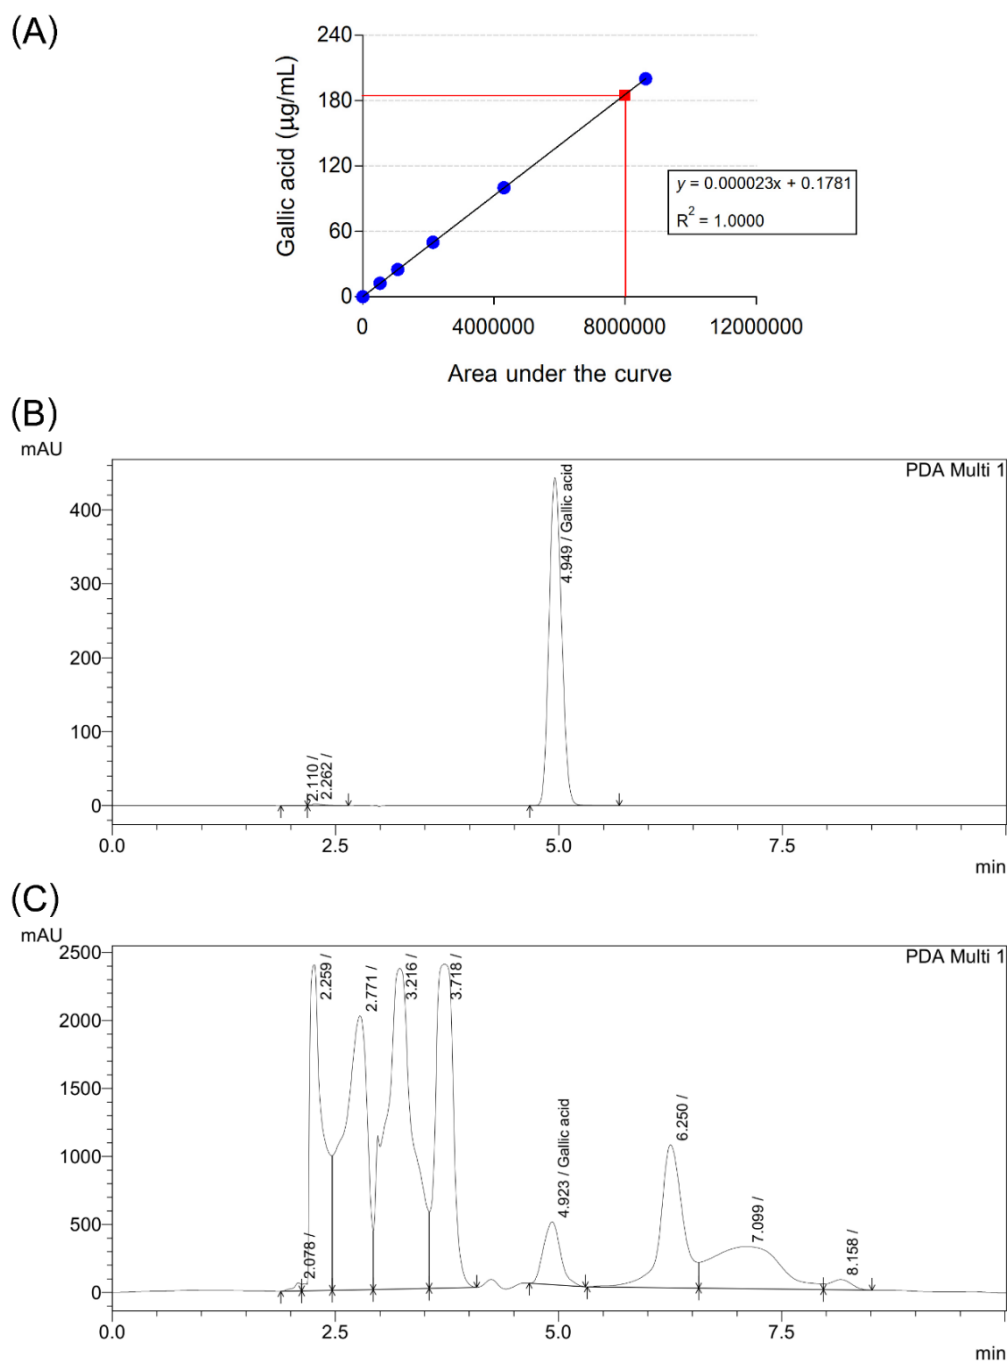 (A)
Gallic acid (µg/mL)
240
180
120
60
0
y = 0.000023x + 0.1781
R² = 1.0000
0 4000000 8000000 12000000
Area under the curve
(B)
mAU
PDA Multi 1
400
300
200
100
0
2.110 /
2.262 /
4.949 / Gallic acid
0.0 2.5 5.0 7.5
min
(C)
mAU
PDA Multi 1
2500
2000
1500
1000
500
0
2.078 /
2.259 /
2.771 /
3.216 /
3.718 /
4.923 / Gallic acid
6.250 /
7.099 /
8.158 /
0.0 2.5 5.0 7.5
min